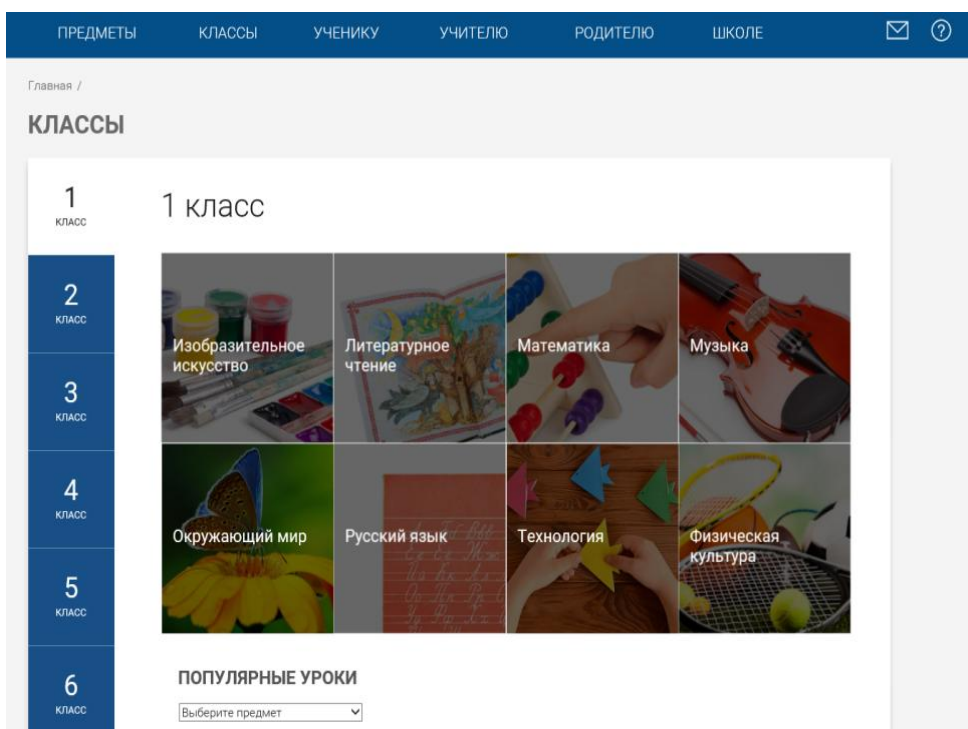 ПРЕДМЕТЫ КЛАССЫ УЧЕНИКУ УЧИТЕЛЮ РОДИТЕЛЮ ШКОЛЕ
Главная /
КЛАССЫ
1
КЛАСС
1 класс
2
КЛАСС
3
КЛАСС
4
КЛАСС
5
КЛАСС
6
КЛАСС
Изобразительное
искусство
Литературное
чтение
Математика
Музыка
Окружающий мир
Русский язык
Технология
Физическая
культура
ПОПУЛЯРНЫЕ УРОКИ
Выберите предмет